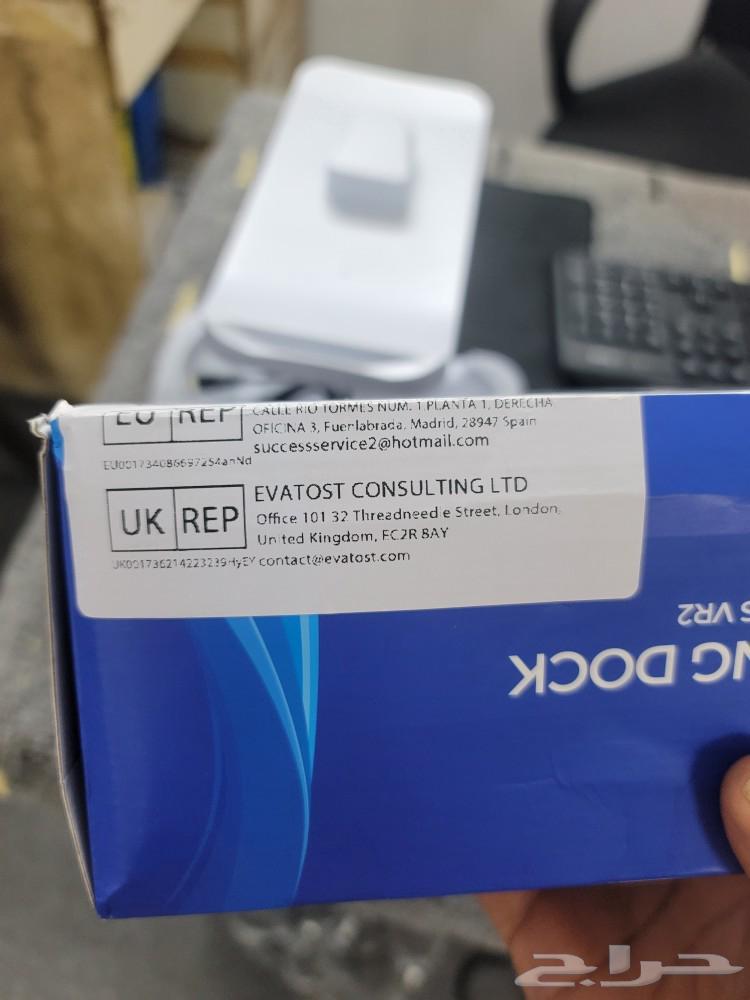 EU REP
CALLE RIO TORMES NUM. 1 PLANTA 1, DERECHA
OFICINA 3, Fuenlabrada, Madrid, 28947 Spain
successservice2@hotmail.com
UK REP
EVATOST CONSULTING LTD
Office 101 32 Threadneedle Street, London,
United Kingdom, EC2R 8AY
UK001736214223239HyEY contact@evatost.com
S VR2
NG DOCK
حراج